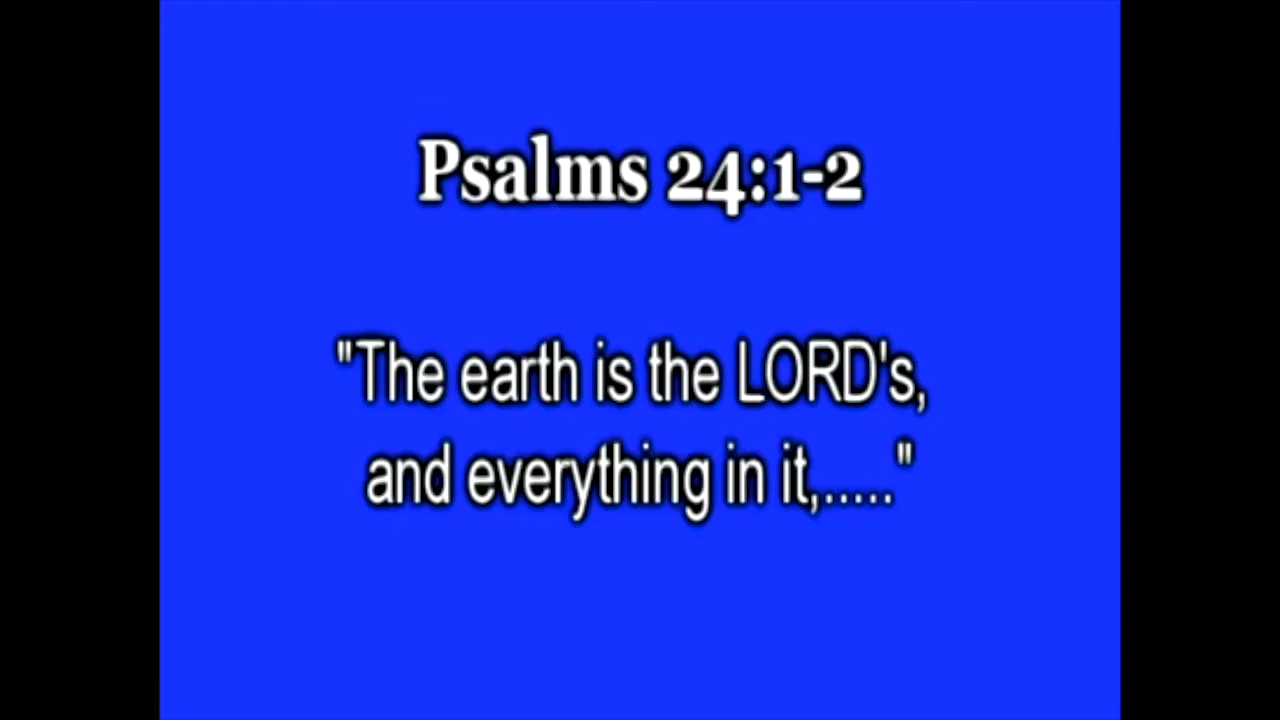 Psalms 24:1-2
"The earth is the LORD's,
and everything in it,....."